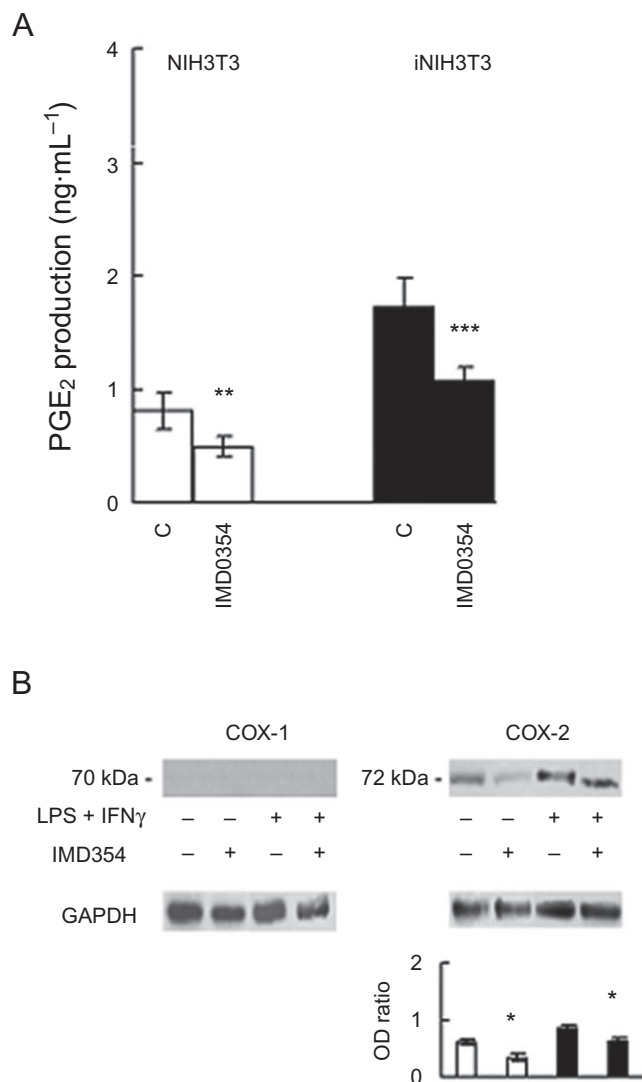 A
NIH3T3 iNIH3T3
PGE₂ production (ng·mL⁻¹)
4
3
2
1
0
** ***
C IMD0354 C IMD0354
B
COX-1 COX-2
70 kDa - 72 kDa -
LPS + IFNγ – – + + – – + +
IMD354 – + – + – + – +
GAPDH
OD ratio
2
1
0
* *